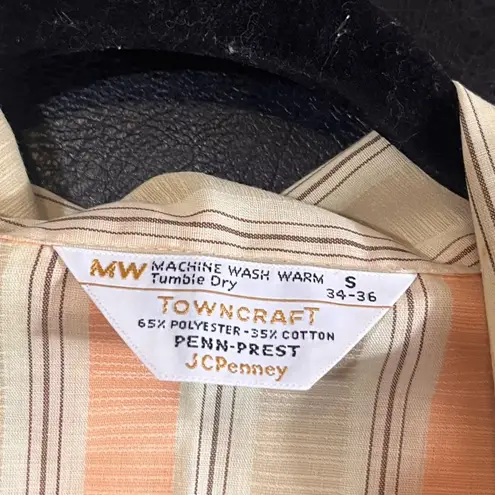 MW MACHINE WASH WARM S
Tumble Dry 34-36
TOWNCRAFT
65% POLYESTER-35% COTTON
PENN-PREST
JCPenney